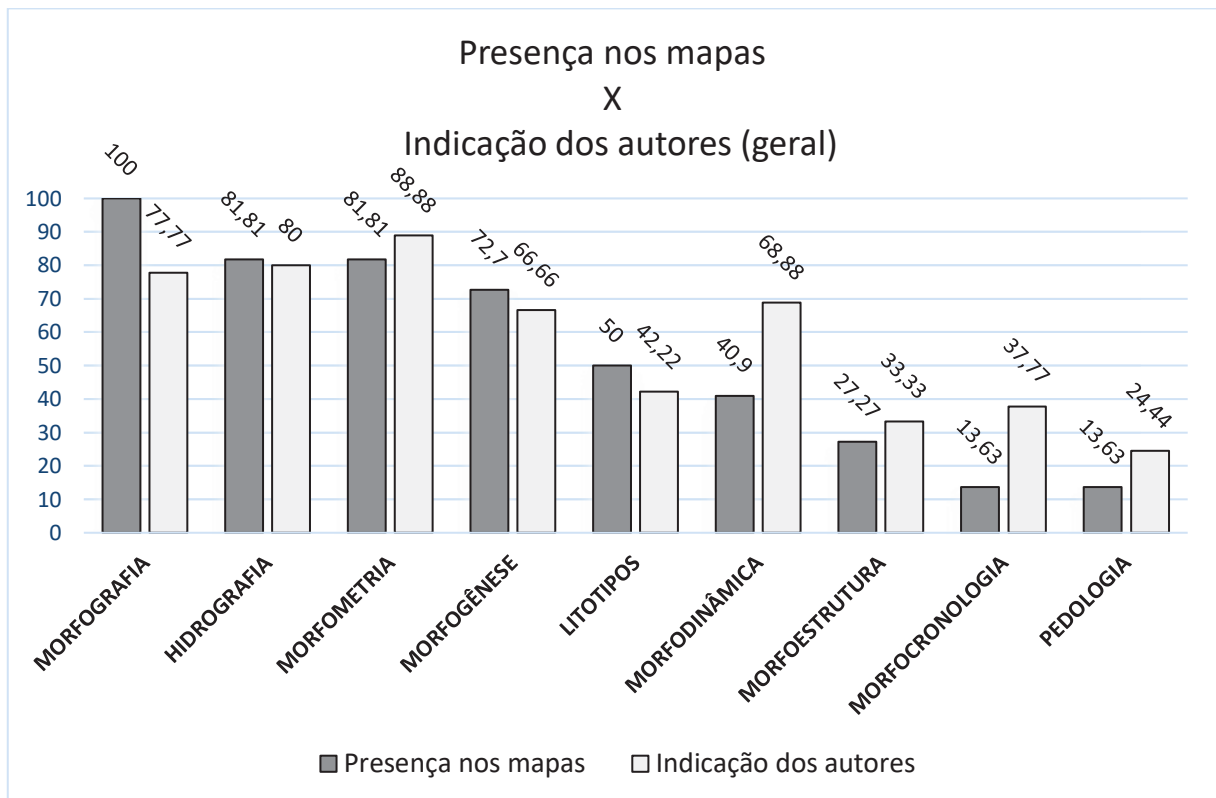 Presença nos mapas
X
Indicação dos autores (geral)
100
77,77
81,81
80
81,81
88,88
72,7
66,66
50
42,22
40,9
68,88
27,27
33,33
13,63
37,77
13,63
24,44
100
90
80
70
60
50
40
30
20
10
0
MORFOGRAFIA
HIDROGRAFIA
MORFOMETRIA
MORFOGÊNESE
LITOTIPOS
MORFODINÂMICA
MORFOESTRUTURA
MORFOCRONOLOGIA
PEDOLOGIA
Presença nos mapas
Indicação dos autores